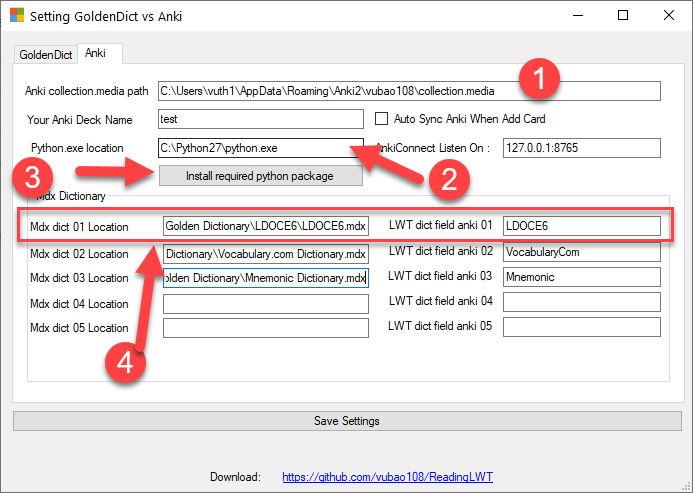 Setting GoldenDict vs Anki
GoldenDict Anki
Anki collection.media path C:\Users\vuth1\AppData\Roaming\Anki2\vubao108\collection.media 1
Your Anki Deck Name test Auto Sync Anki When Add Card
Python.exe location C:\Python27\python.exe AnkiConnect Listen On : 127.0.0.1:8765
3 Install required python package 2
Mdx Dictionary
Mdx dict 01 Location Golden Dictionary\LDOCE6\LDOCE6.mdx LWT dict field anki 01 LDOCE6
Mdx dict 02 Location Dictionary\Vocabulary.com Dictionary.mdx LWT dict field anki 02 VocabularyCom
Mdx dict 03 Location olden Dictionary\Mnemonic Dictionary.mdx LWT dict field anki 03 Mnemonic
Mdx dict 04 Location LWT dict field anki 04
Mdx dict 05 Location LWT dict field anki 05
4
Save Settings
Download: https://github.com/vubao108/ReadingLWT